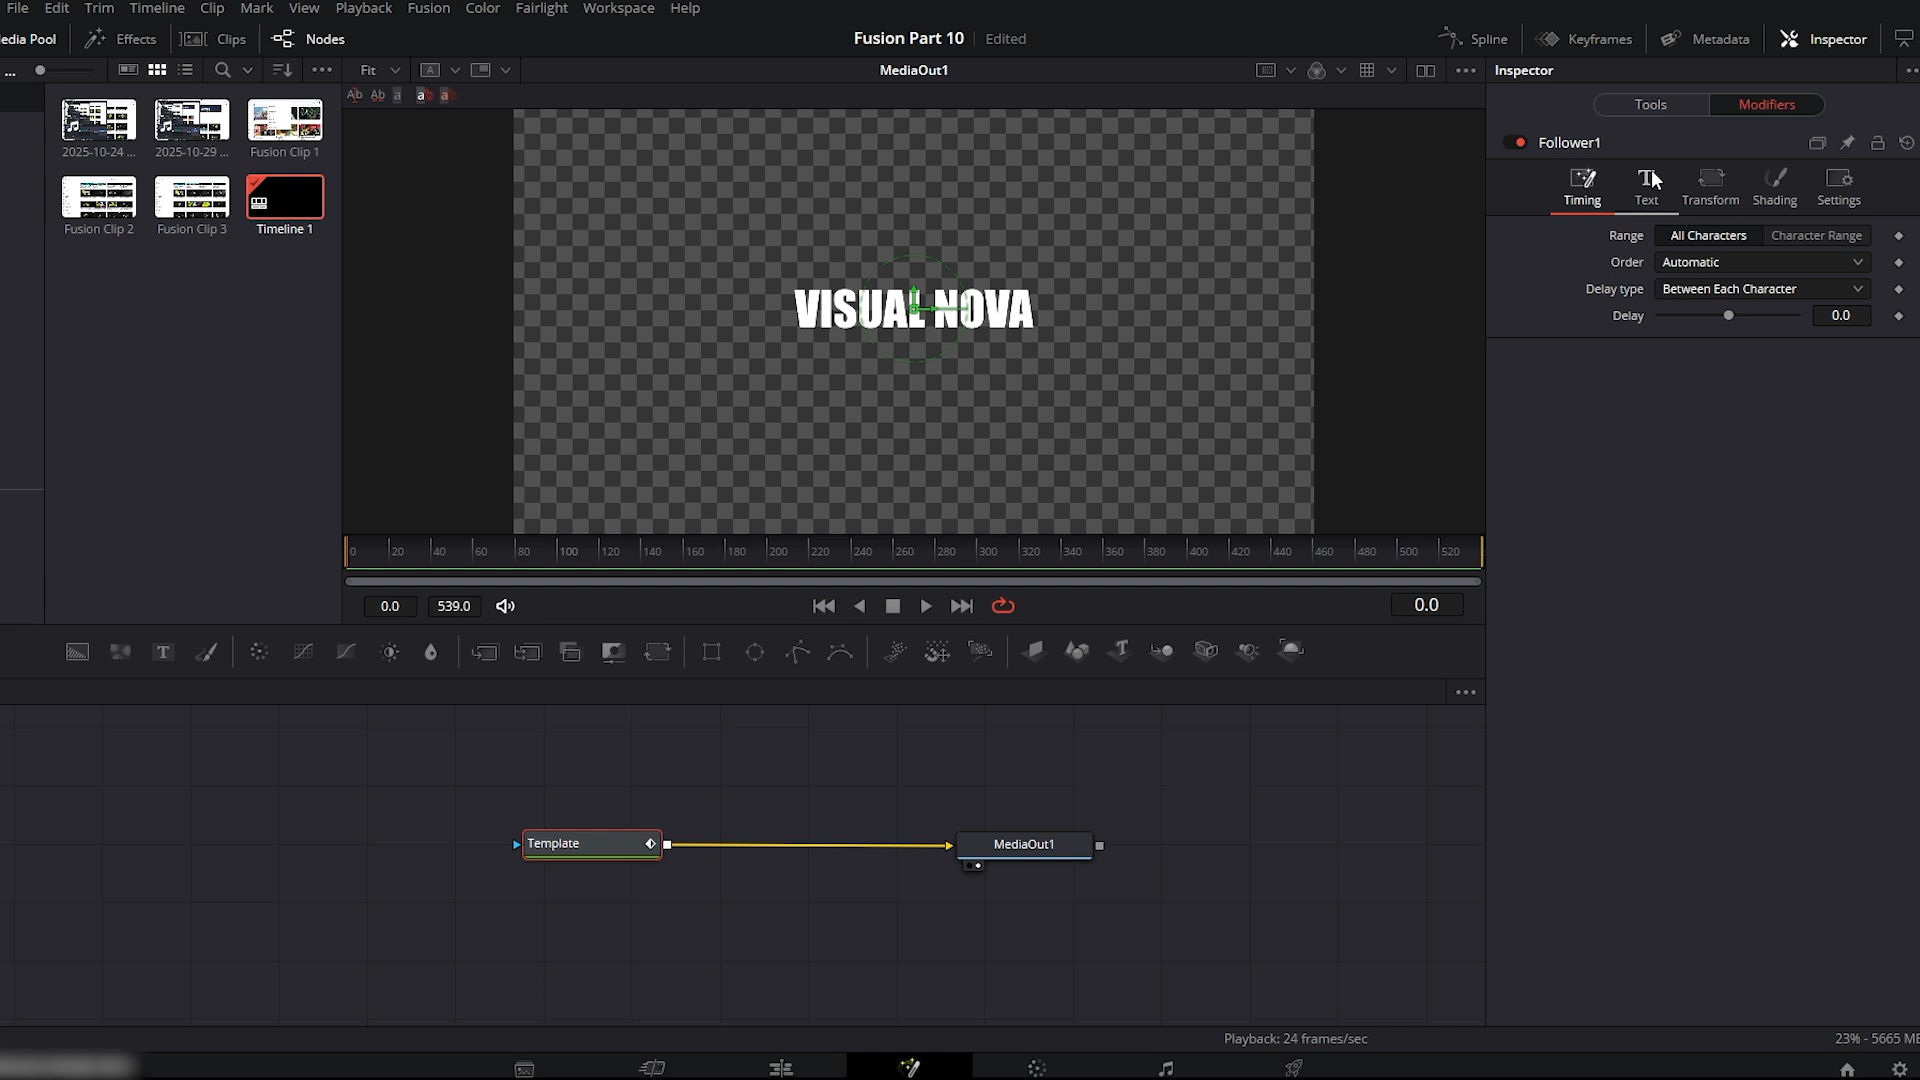 File Edit Trim Timeline Clip Mark View Playback Fusion Color Fairlight Workspace Help
edia Pool Effects Clips Nodes Fusion Part 10 Edited Spline Keyframes Metadata Inspector
... Fit A MediaOut1 Inspector
Ab Ab a a a
Tools Modifiers
2025-10-24 ... 2025-10-29 ... Fusion Clip 1
Follower1
Fusion Clip 2 Fusion Clip 3 Timeline 1
Timing Text Transform Shading Settings
Range All Characters Character Range
Order Automatic
Delay type Between Each Character
Delay 0.0
VISUAL NOVA
0 20 40 60 80 100 120 140 160 180 200 220 240 260 280 300 320 340 360 380 400 420 440 460 480 500 520
0.0 539.0 0.0
Template MediaOut1
Playback: 24 frames/sec 23% - 5665 MB